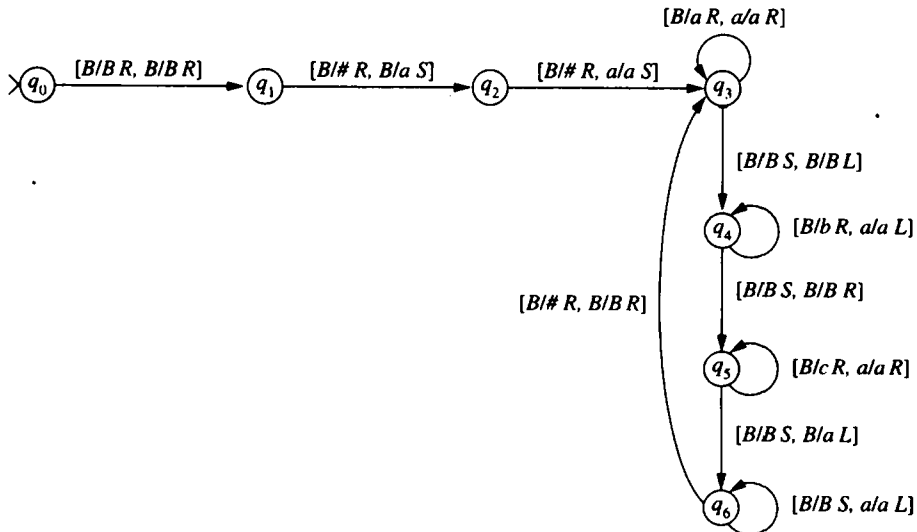 [B/a R, a/a R]
[B/B R, B/B R] [B/# R, B/a S] [B/# R, a/a S]
q0 q1 q2 q3
[B/B S, B/B L]
q4 [B/b R, a/a L]
[B/# R, B/B R] [B/B S, B/B R]
q5 [B/c R, a/a R]
[B/B S, B/a L]
q6 [B/B S, a/a L]